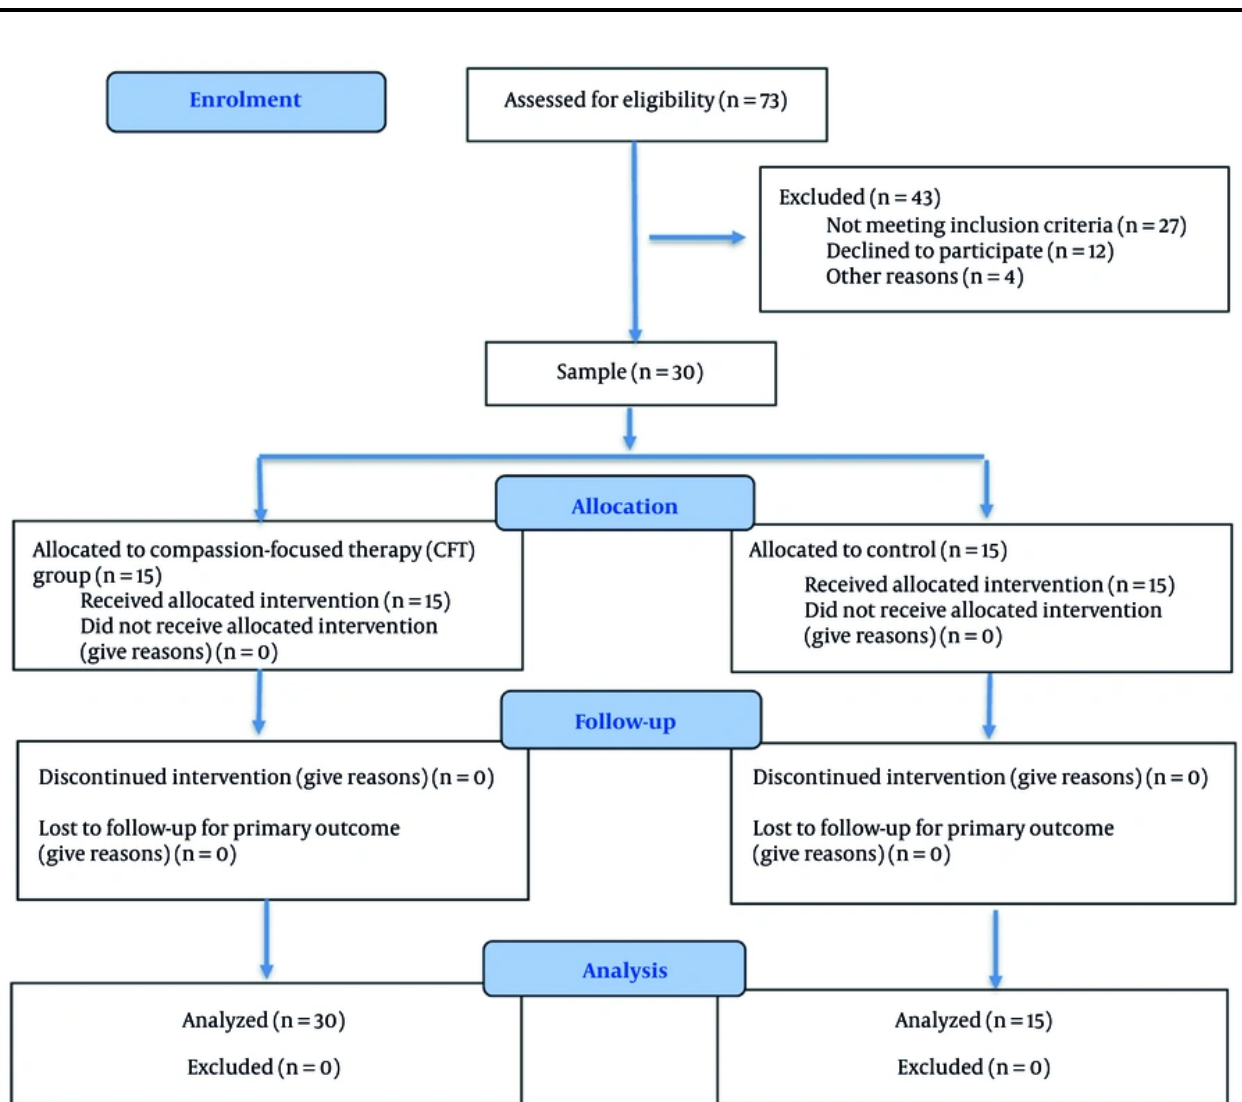 Enrolment
Assessed for eligibility (n = 73)
Excluded (n = 43)
Not meeting inclusion criteria (n = 27)
Declined to participate (n = 12)
Other reasons (n = 4)
Sample (n = 30)
Allocation
Allocated to compassion-focused therapy (CFT)
group (n = 15)
Received allocated intervention (n = 15)
Did not receive allocated intervention
(give reasons) (n = 0)
Allocated to control (n = 15)
Received allocated intervention (n = 15)
Did not receive allocated intervention
(give reasons) (n = 0)
Follow-up
Discontinued intervention (give reasons) (n = 0)
Lost to follow-up for primary outcome
(give reasons) (n = 0)
Discontinued intervention (give reasons) (n = 0)
Lost to follow-up for primary outcome
(give reasons) (n = 0)
Analysis
Analyzed (n = 30)
Excluded (n = 0)
Analyzed (n = 15)
Excluded (n = 0)